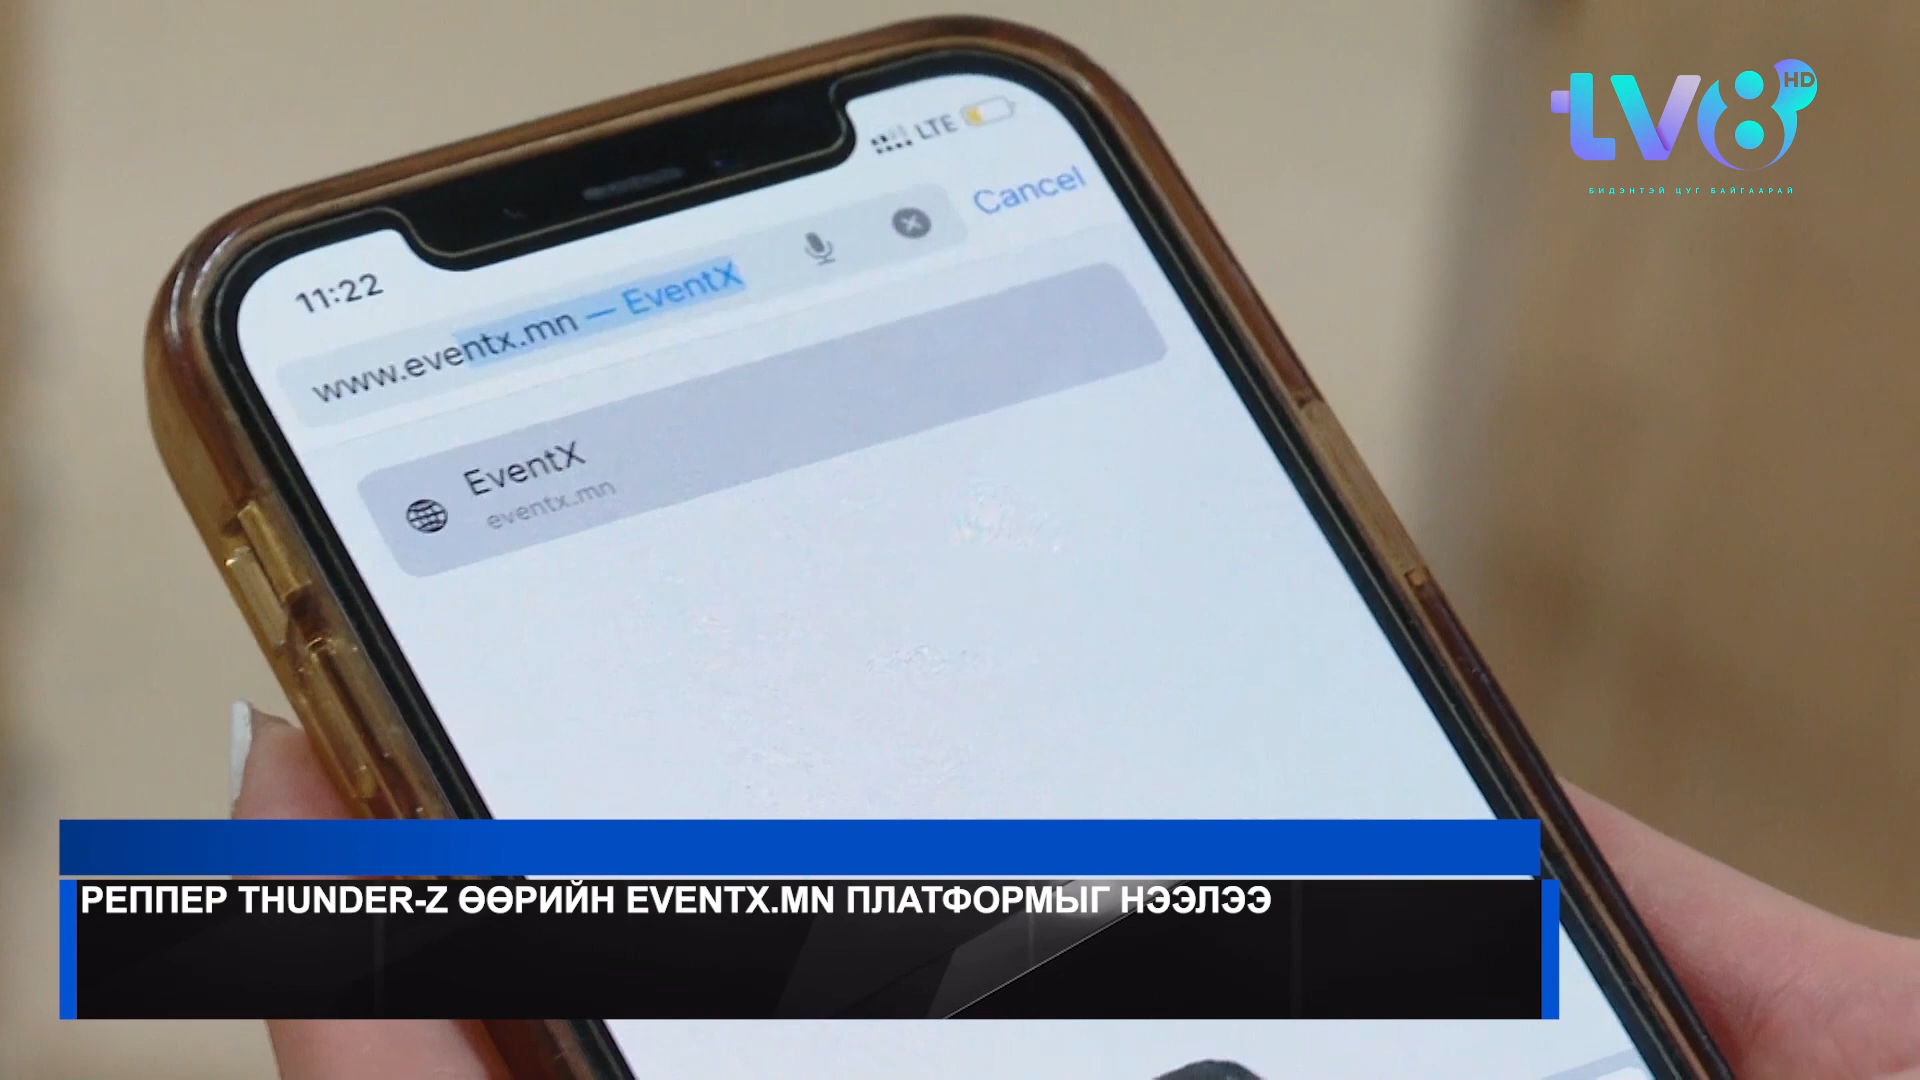 tV8 HD
БИДЭНТЭЙ ЦУГ БАЙГААРАЙ
11:22
LTE
www.eventx.mn — EventX
Cancel
EventX
eventx.mn
РЕППЕР THUNDER-Z ӨӨРИЙН EVENTX.MN ПЛАТФОРМЫГ НЭЭЛЭЭ